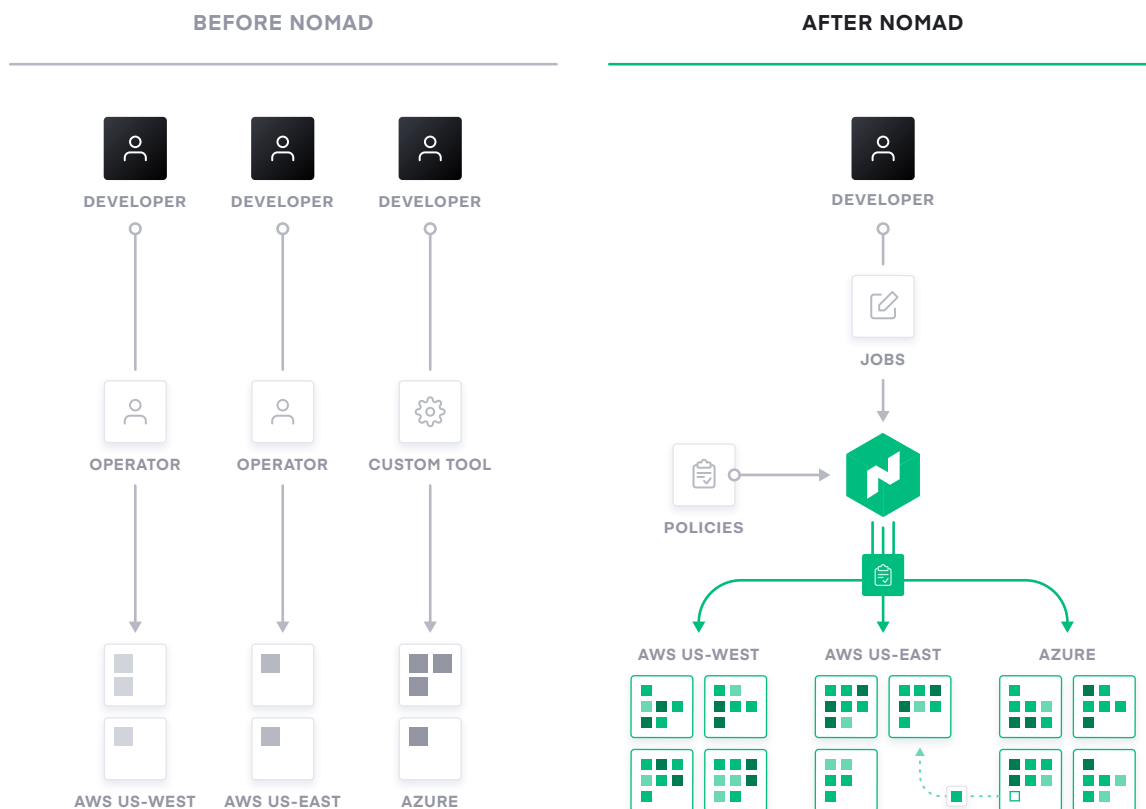 BEFORE NOMAD
DEVELOPER
DEVELOPER
DEVELOPER
OPERATOR
OPERATOR
CUSTOM TOOL
AWS US-WEST
AWS US-EAST
AZURE
AFTER NOMAD
DEVELOPER
JOBS
POLICIES
AWS US-WEST
AWS US-EAST
AZURE